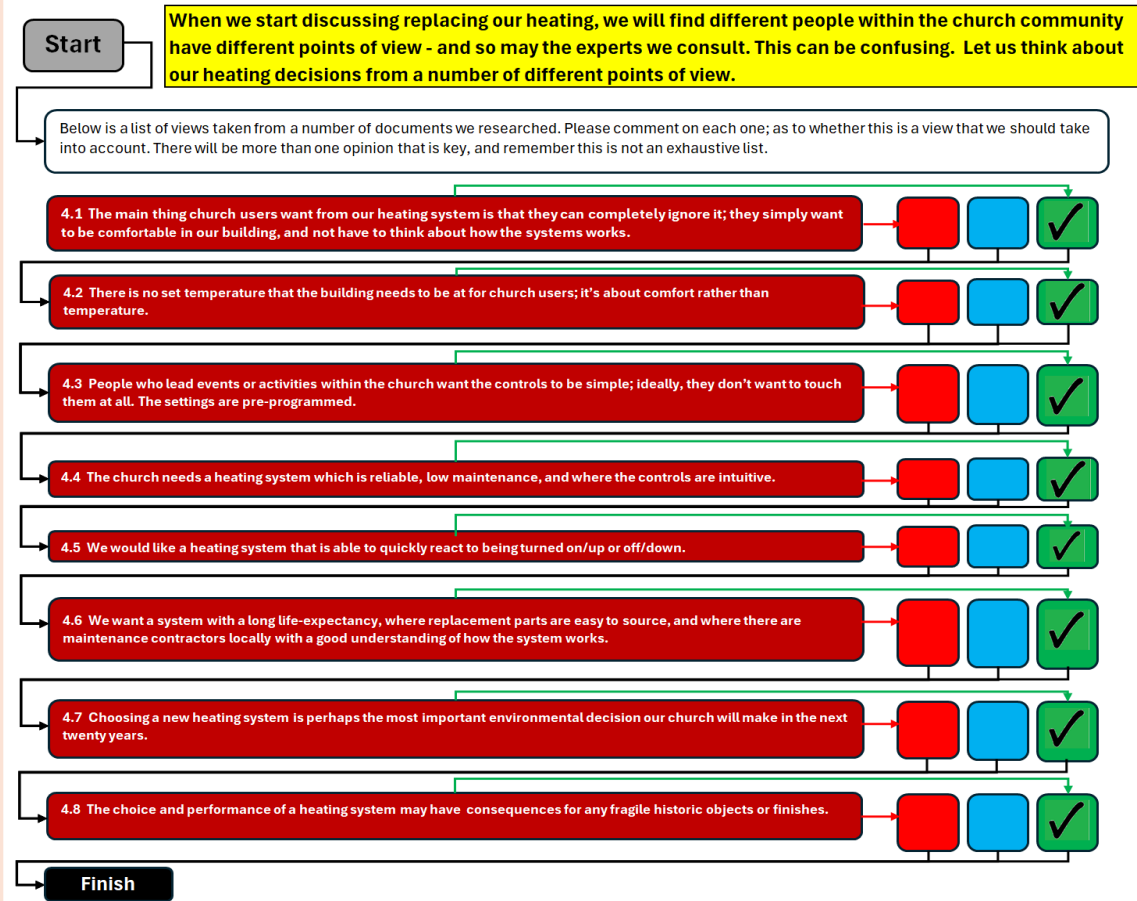 Start
When we start discussing replacing our heating, we will find different people within the church community
have different points of view - and so may the experts we consult. This can be confusing. Let us think about
our heating decisions from a number of different points of view.
Below is a list of views taken from a number of documents we researched. Please comment on each one; as to whether this is a view that we should take
into account. There will be more than one opinion that is key, and remember this is not an exhaustive list.
4.1 The main thing church users want from our heating system is that they can completely ignore it; they simply want
to be comfortable in our building, and not have to think about how the systems works.
4.2 There is no set temperature that the building needs to be at for church users; it's about comfort rather than
temperature.
4.3 People who lead events or activities within the church want the controls to be simple; ideally, they don't want to touch
them at all. The settings are pre-programmed.
4.4 The church needs a heating system which is reliable, low maintenance, and where the controls are intuitive.
4.5 We would like a heating system that is able to quickly react to being turned on/up or off/down.
4.6 We want a system with a long life-expectancy, where replacement parts are easy to source, and where there are
maintenance contractors locally with a good understanding of how the system works.
4.7 Choosing a new heating system is perhaps the most important environmental decision our church will make in the next
twenty years.
4.8 The choice and performance of a heating system may have consequences for any fragile historic objects or finishes.
Finish